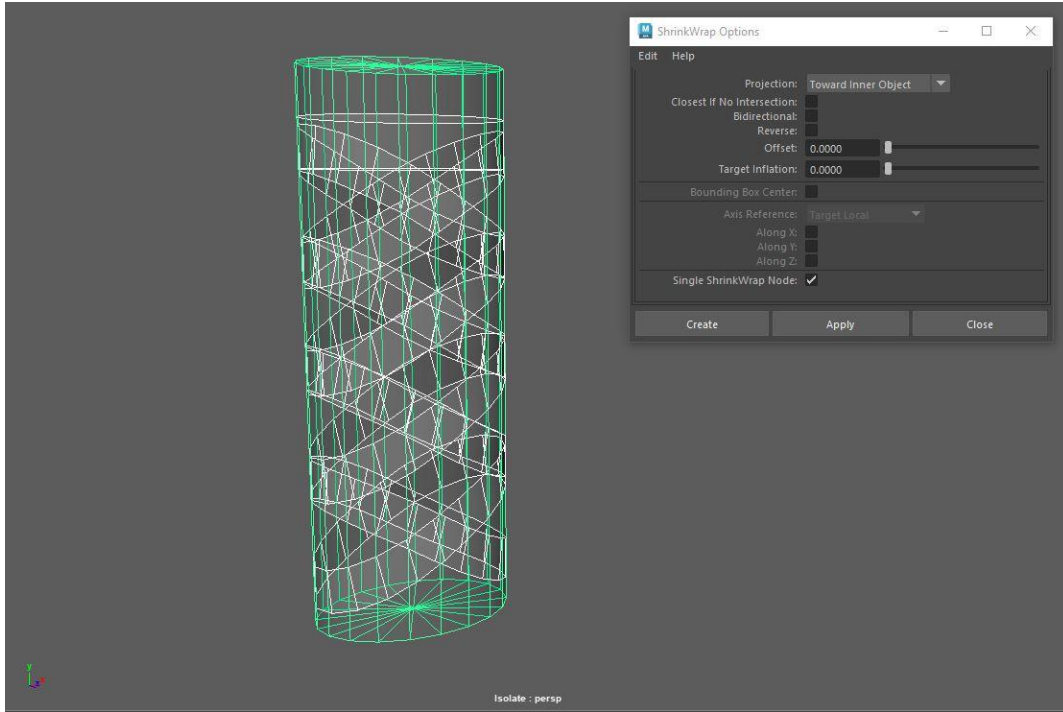 ShrinkWrap Options
Edit Help
Projection: Toward Inner Object
Closest If No Intersection:
Bidirectional:
Reverse:
Offset: 0.0000
Target Inflation: 0.0000
Bounding Box Center:
Axis Reference: Target Local
Along X:
Along Y:
Along Z:
Single ShrinkWrap Node:
Create Apply Close
y
z x
Isolate : persp